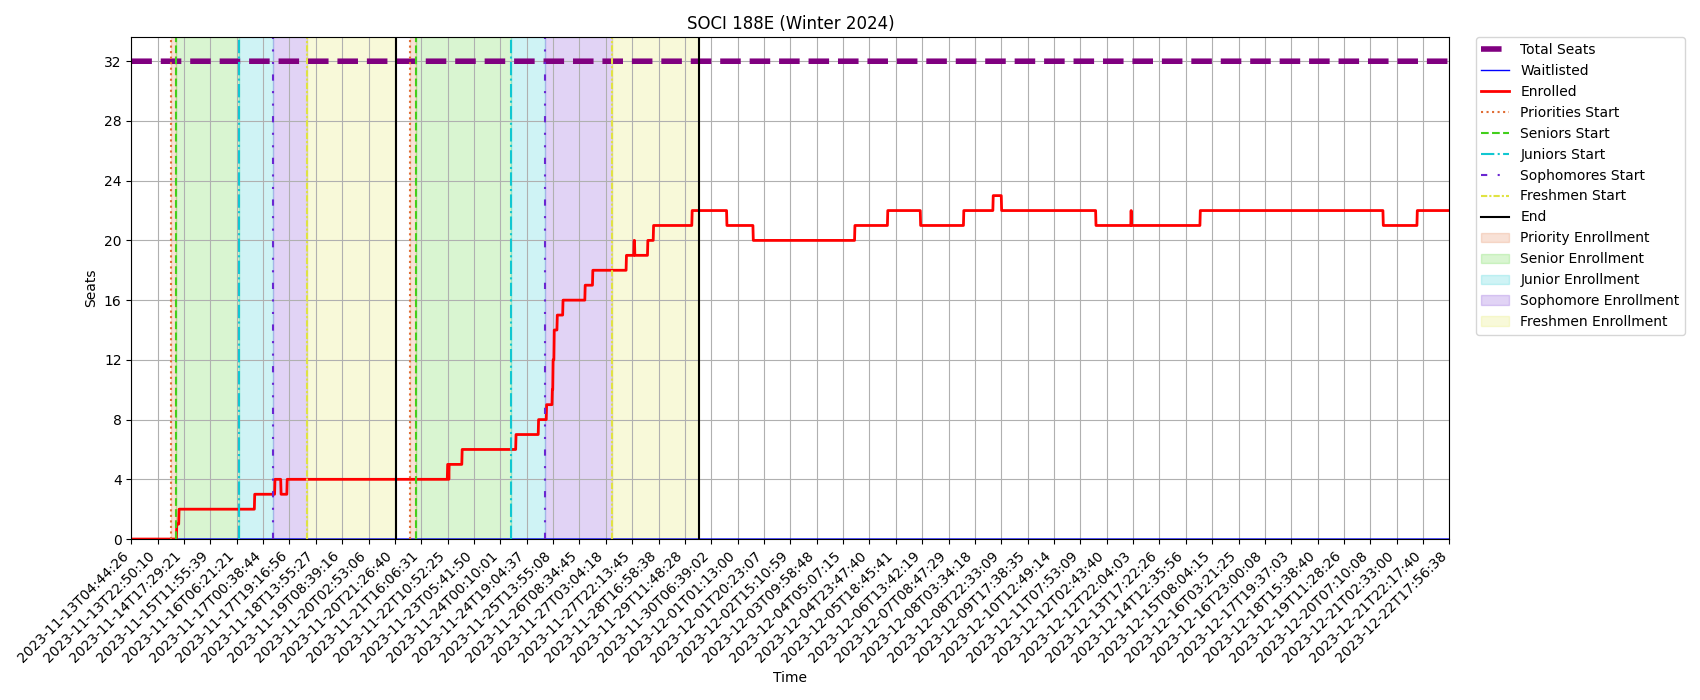 SOCI 188E (Winter 2024)
Total Seats
Waitlisted
Enrolled
Priorities Start
Seniors Start
Juniors Start
Sophomores Start
Freshmen Start
End
Priority Enrollment
Senior Enrollment
Junior Enrollment
Sophomore Enrollment
Freshmen Enrollment
Seats
32
28
24
20
16
12
8
4
0
2023-11-13T04:44:26
2023-11-13T22:50:10
2023-11-14T17:29:21
2023-11-15T11:55:39
2023-11-16T06:21:21
2023-11-17T00:38:44
2023-11-17T19:16:56
2023-11-18T13:55:27
2023-11-19T08:39:16
2023-11-20T02:53:06
2023-11-20T21:26:40
2023-11-21T16:06:31
2023-11-22T10:52:25
2023-11-23T05:41:50
2023-11-24T00:10:01
2023-11-24T19:04:37
2023-11-25T13:55:08
2023-11-26T08:34:45
2023-11-27T03:04:18
2023-11-27T22:13:45
2023-11-28T16:58:38
2023-11-29T11:48:28
2023-11-30T06:39:02
2023-12-01T01:13:00
2023-12-01T20:23:07
2023-12-02T15:10:59
2023-12-03T09:58:48
2023-12-04T05:07:15
2023-12-04T23:47:40
2023-12-05T18:45:41
2023-12-06T13:42:19
2023-12-07T08:47:29
2023-12-08T03:34:18
2023-12-08T22:33:09
2023-12-09T17:38:35
2023-12-10T12:49:14
2023-12-11T07:53:09
2023-12-12T02:43:40
2023-12-12T22:04:03
2023-12-13T17:22:26
2023-12-14T12:35:56
2023-12-15T08:04:15
2023-12-16T03:21:25
2023-12-16T23:00:08
2023-12-17T19:37:03
2023-12-18T15:38:40
2023-12-19T11:28:26
2023-12-20T07:10:08
2023-12-21T02:33:00
2023-12-21T22:17:40
2023-12-22T17:56:38
Time